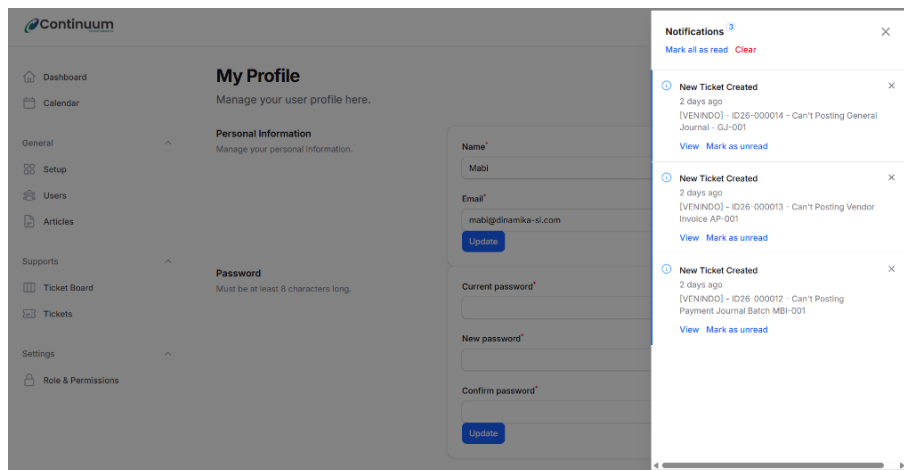 Continuum
Dashboard
Calendar
General
Setup
Users
Articles
Supports
Ticket Board
Tickets
Settings
Role & Permissions
My Profile
Manage your user profile here.
Personal Information
Manage your personal information.
Name*
Mabi
Email*
mabi@dinamika-si.com
Update
Password
Must be at least 8 characters long.
Current password*
New password*
Confirm password*
Update
Notifications 3
Mark all as read Clear
New Ticket Created
2 days ago
[VENINDO] - ID26-000014 - Can't Posting General
Journal - GJ-001
View Mark as unread
New Ticket Created
2 days ago
[VENINDO] - ID26-000013 - Can't Posting Vendor
Invoice AP-001
View Mark as unread
New Ticket Created
2 days ago
[VENINDO] - ID26-000012 - Can't Posting
Payment Journal Batch MBI-001
View Mark as unread